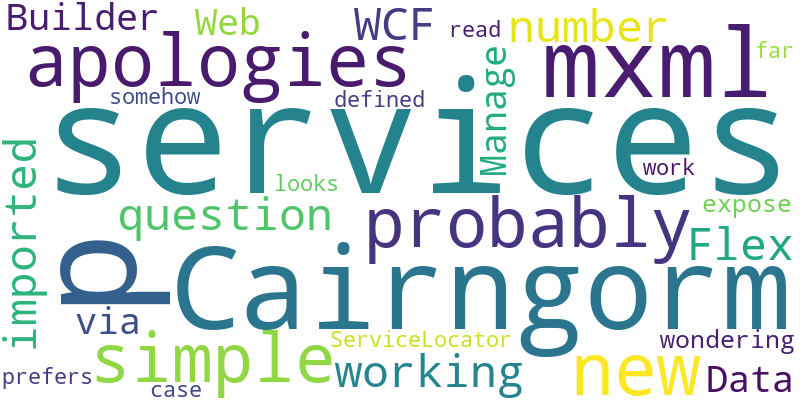 Builder Web WCF read number
apologies mxml far
somehow defined Manage
services
imported looks work
question probably expose
p Cairngorm Flex
via
simple ServiceLocator wondering
prefers case working new Data